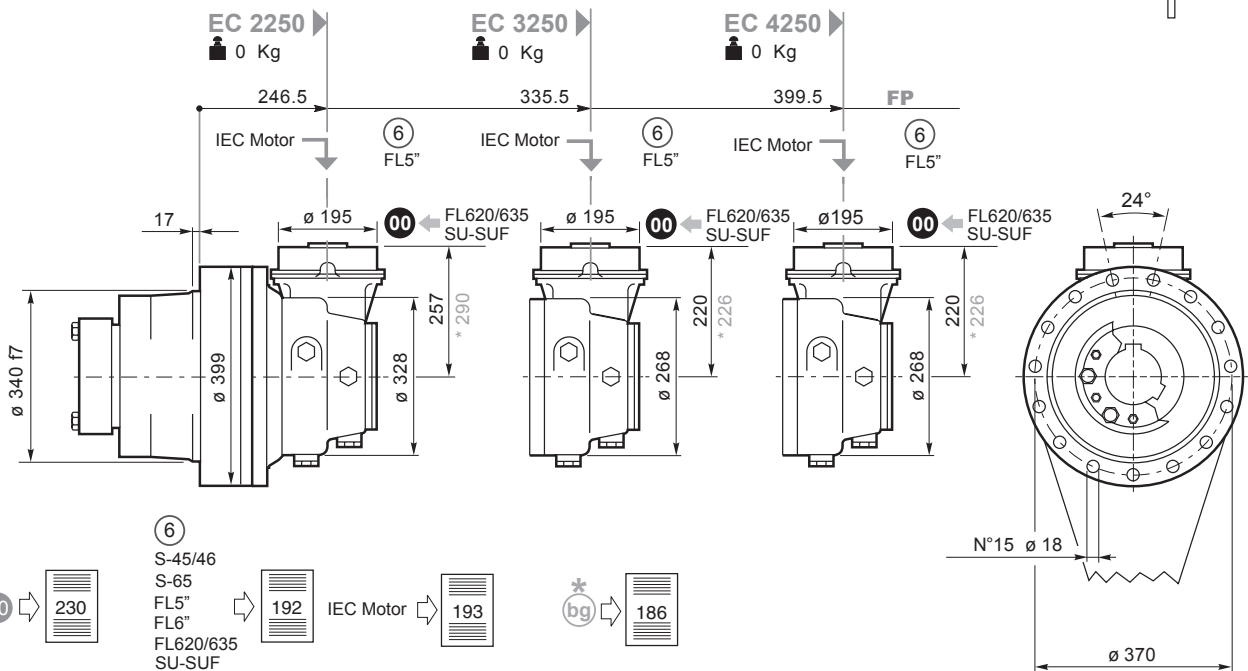 EC 2250
0 Kg
EC 3250
0 Kg
EC 4250
0 Kg
246.5
335.5
399.5
FP
IEC Motor
6
FL5”
IEC Motor
6
FL5”
IEC Motor
6
FL5”
17
ø 195
00
FL620/635
SU-SUF
ø 195
00
FL620/635
SU-SUF
ø195
00
FL620/635
SU-SUF
24°
ø 340 f7
ø 399
ø 328
257
* 290
ø 268
220
* 226
ø 268
220
* 226
N°15 ø 18
ø 370
230
6
S-45/46
S-65
FL5”
FL6”
FL620/635
SU-SUF
192
IEC Motor
193
*
bg
186